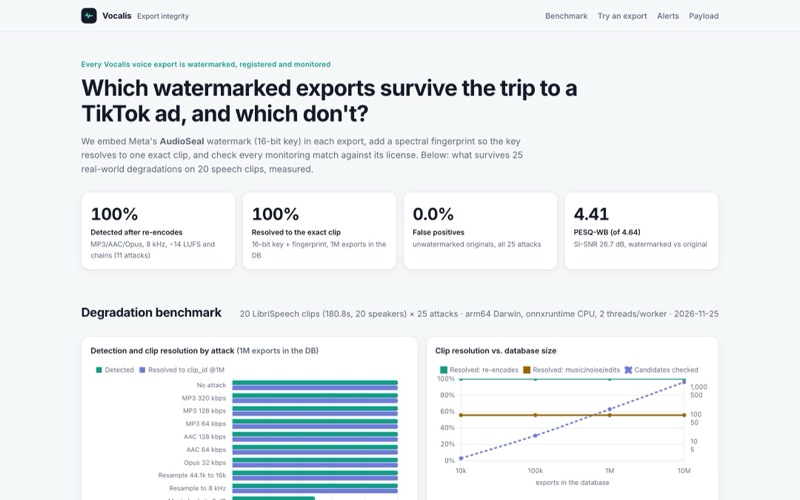 Vocalis Export integrity
Benchmark Try an export Alerts Payload
Every Vocalis voice export is watermarked, registered and monitored
Which watermarked exports survive the trip to a
TikTok ad, and which don't?
We embed Meta's AudioSeal watermark (16-bit key) in each export, add a spectral fingerprint so the key
resolves to one exact clip, and check every monitoring match against its license. Below: what survives 25
real-world degradations on 20 speech clips, measured.
100%
Detected after re-encodes
MP3/AAC/Opus, 8 kHz, −14 LUFS and
chains (11 attacks)
100%
Resolved to the exact clip
16-bit key + fingerprint, 1M exports in the
DB
0.0%
False positives
unwatermarked originals, all 25 attacks
4.41
PESQ-WB (of 4.64)
SI-SNR 26.7 dB, watermarked vs original
Degradation benchmark
20 LibriSpeech clips (180.8s, 20 speakers) × 25 attacks · arm64 Darwin, onnxruntime CPU, 2 threads/worker · 2026-11-25
Detection and clip resolution by attack (1M exports in the DB)
Detected Resolved to clip_id @1M
No attack
MP3 320 kbps
MP3 128 kbps
MP3 64 kbps
AAC 128 kbps
AAC 64 kbps
Opus 32 kbps
Resample 44.1k to 16k
Resample to 8 kHz
Clip resolution vs. database size
Resolved: re-encodes Resolved: music/noise/edits Candidates checked
100%
80%
60%
40%
20%
0%
1,000
500
100
50
10
5
10k 100k 1M 10M
exports in the database